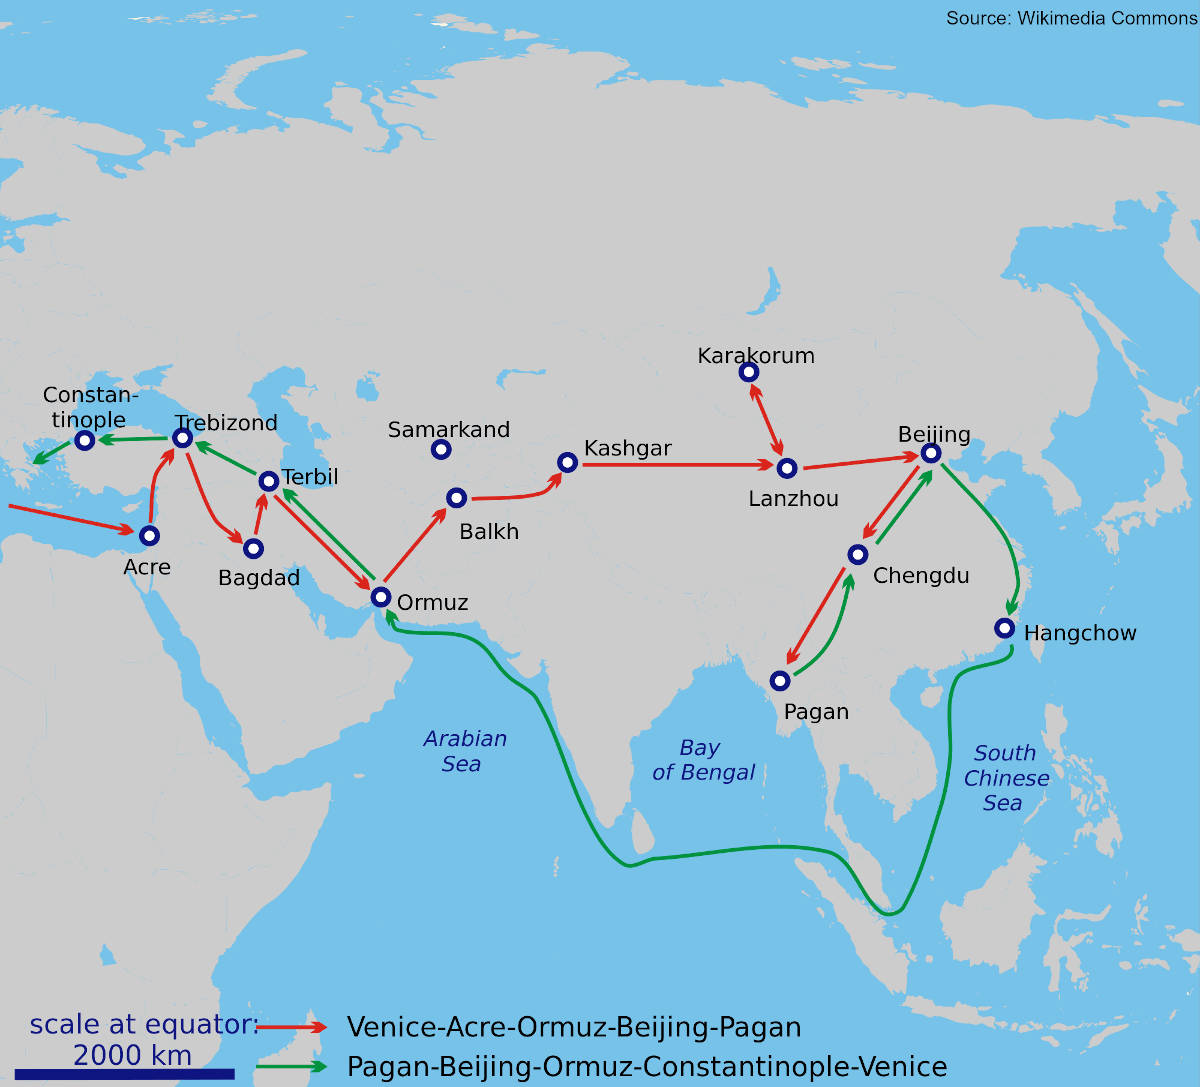 Source: Wikimedia Commons
Karakorum
Constan-
tinople
Trebizond
Samarkand
Kashgar
Beijing
Terbil
Lanzhou
Balkh
Acre
Bagdad
Chengdu
Ormuz
Hangchow
Pagan
Arabian
Sea
Bay
of Bengal
South
Chinese
Sea
scale at equator:
2000 km
Venice-Acre-Ormuz-Beijing-Pagan
Pagan-Beijing-Ormuz-Constantinople-Venice